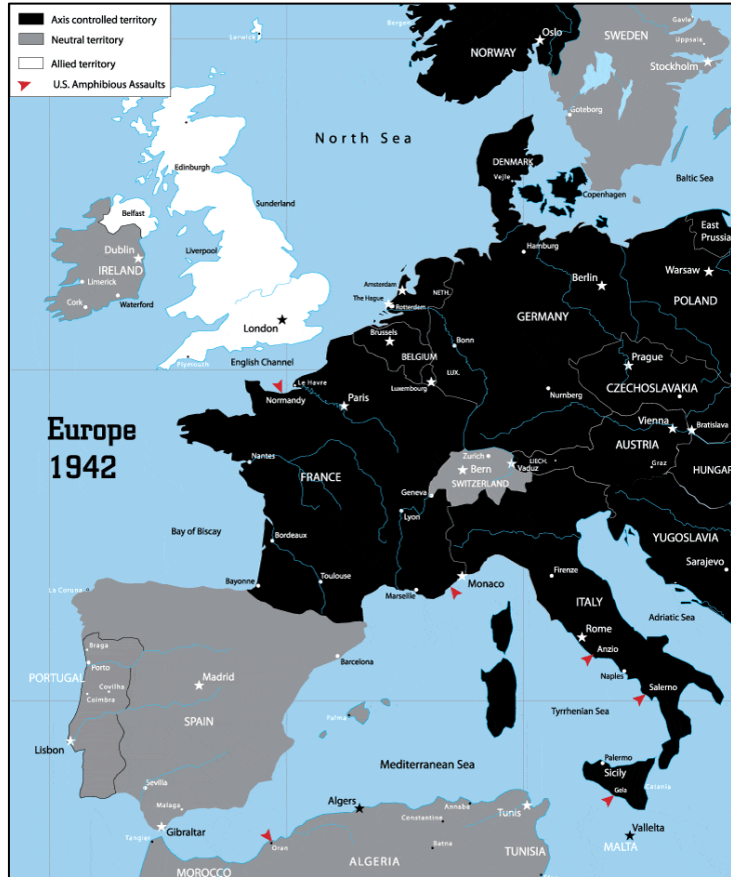 Axis controlled territory
Neutral territory
Allied territory
U.S. Amphibious Assaults
Lerwick
Bergen
NORWAY
Oslo
SWEDEN
Gavle
Uppsala
Stockholm
Goteborg
North Sea
Edinburgh
DENMARK
Vejle
Copenhagen
Baltic Sea
Sunderland
Belfast
Dublin
IRELAND
Limerick
Cork
Waterford
Liverpool
London
Plymouth
English Channel
Hamburg
East
Prussia
Berlin
Warsaw
POLAND
Amsterdam
The Hague
Rotterdam
NETH.
GERMANY
Brussels
BELGIUM
Bonn
LUX.
Luxembourg
Prague
CZECHOSLAVAKIA
Nurnberg
Le Havre
Normandy
Paris
Europe
1942
Vienna
Bratislava
AUSTRIA
Graz
HUNGAR
Nantes
FRANCE
Zurich
Bern
LIECH.
Vaduz
SWITZERLAND
Geneva
Lyon
Bay of Biscay
Bordeaux
YUGOSLAVIA
Sarajevo
Bayonne
Toulouse
Marseille
Monaco
Firenze
ITALY
Adriatic Sea
Rome
Anzio
Naples
Salerno
La Coruna
Braga
Porto
PORTUGAL
Covilha
Coimbra
Madrid
SPAIN
Barcelona
Lisbon
Palma
Tyrrhenian Sea
Mediterranean Sea
Palermo
Sicily
Gela
Catania
Sevilla
Malaga
Gibraltar
Tangier
Algers
Annaba
Constantine
Tunis
Oran
Batna
ALGERIA
TUNISIA
MOROCCO
Vallelta
MALTA